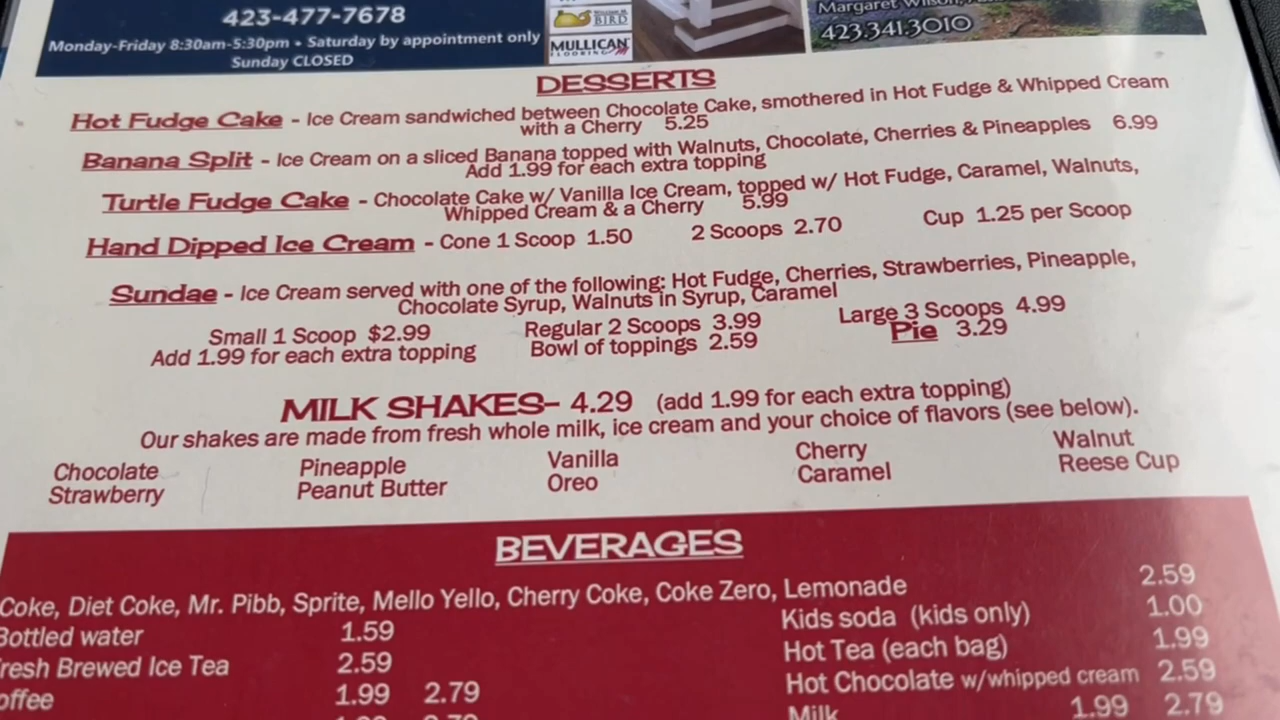 423-477-7678
Monday-Friday 8:30am-5:30pm • Saturday by appointment only
Sunday CLOSED
BIRD
MULLICAN
FLOORING
Margaret Wilson,
423.341.3010
DESSERTS
Hot Fudge Cake - Ice Cream sandwiched between Chocolate Cake, smothered in Hot Fudge & Whipped Cream
with a Cherry 5.25
Banana Split - Ice Cream on a sliced Banana topped with Walnuts, Chocolate, Cherries & Pineapples 6.99
Add 1.99 for each extra topping
Turtle Fudge Cake - Chocolate Cake w/ Vanilla Ice Cream, topped w/ Hot Fudge, Caramel, Walnuts,
Whipped Cream & a Cherry 5.99
Hand Dipped Ice Cream - Cone 1 Scoop 1.50 2 Scoops 2.70 Cup 1.25 per Scoop
Sundae - Ice Cream served with one of the following: Hot Fudge, Cherries, Strawberries, Pineapple,
Chocolate Syrup, Walnuts in Syrup, Caramel
Small 1 Scoop $2.99 Regular 2 Scoops 3.99 Large 3 Scoops 4.99
Add 1.99 for each extra topping Bowl of toppings 2.59 Pie 3.29
MILK SHAKES- 4.29 (add 1.99 for each extra topping)
Our shakes are made from fresh whole milk, ice cream and your choice of flavors (see below).
Chocolate Pineapple Vanilla Cherry Walnut
Strawberry Peanut Butter Oreo Caramel Reese Cup
BEVERAGES
Coke, Diet Coke, Mr. Pibb, Sprite, Mello Yello, Cherry Coke, Coke Zero, Lemonade 2.59
Bottled water 1.59 Kids soda (kids only) 1.00
resh Brewed Ice Tea 2.59 Hot Tea (each bag) 1.99
offee 1.99 2.79 Hot Chocolate w/whipped cream 2.59
Milk 1.99 2.79